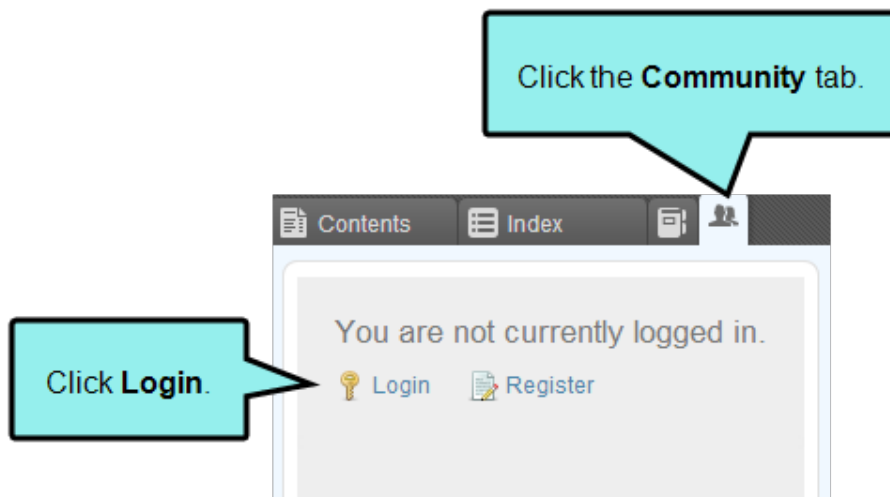 Click the Community tab.
Contents Index
You are not currently logged in.
Click Login.
Login Register